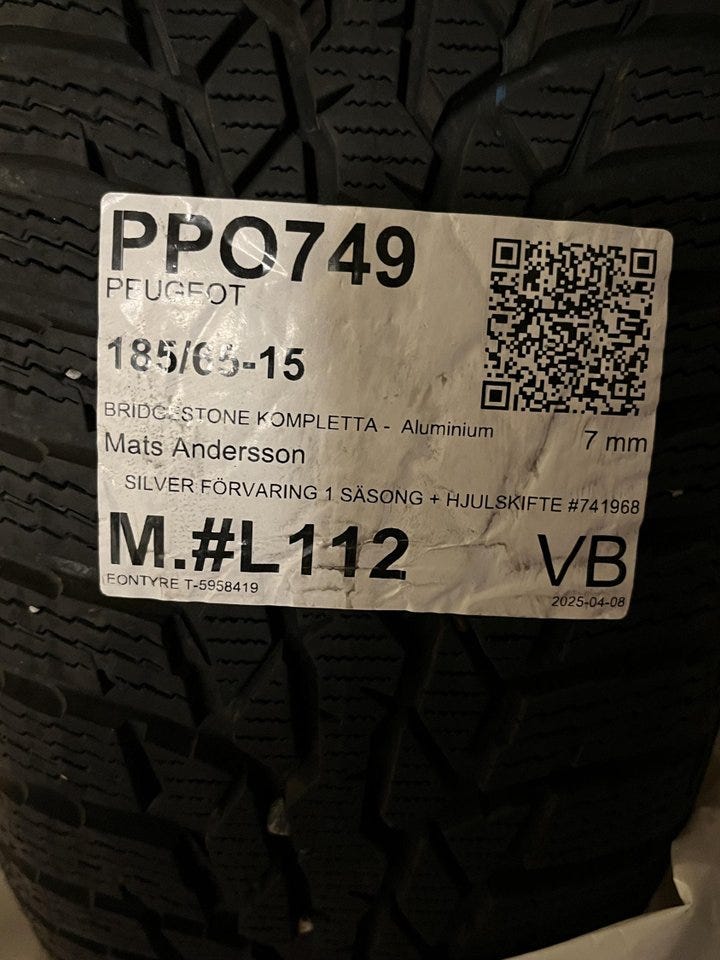 PPO749
PEUGEOT
185/65-15
BRIDGESTONE KOMPLETTA - Aluminium
7 mm
Mats Andersson
SILVER FÖRVARING 1 SÄSONG + HJULSKIFTE #741968
M.#L112
VB
EONTYRE T-5958419
2025-04-08